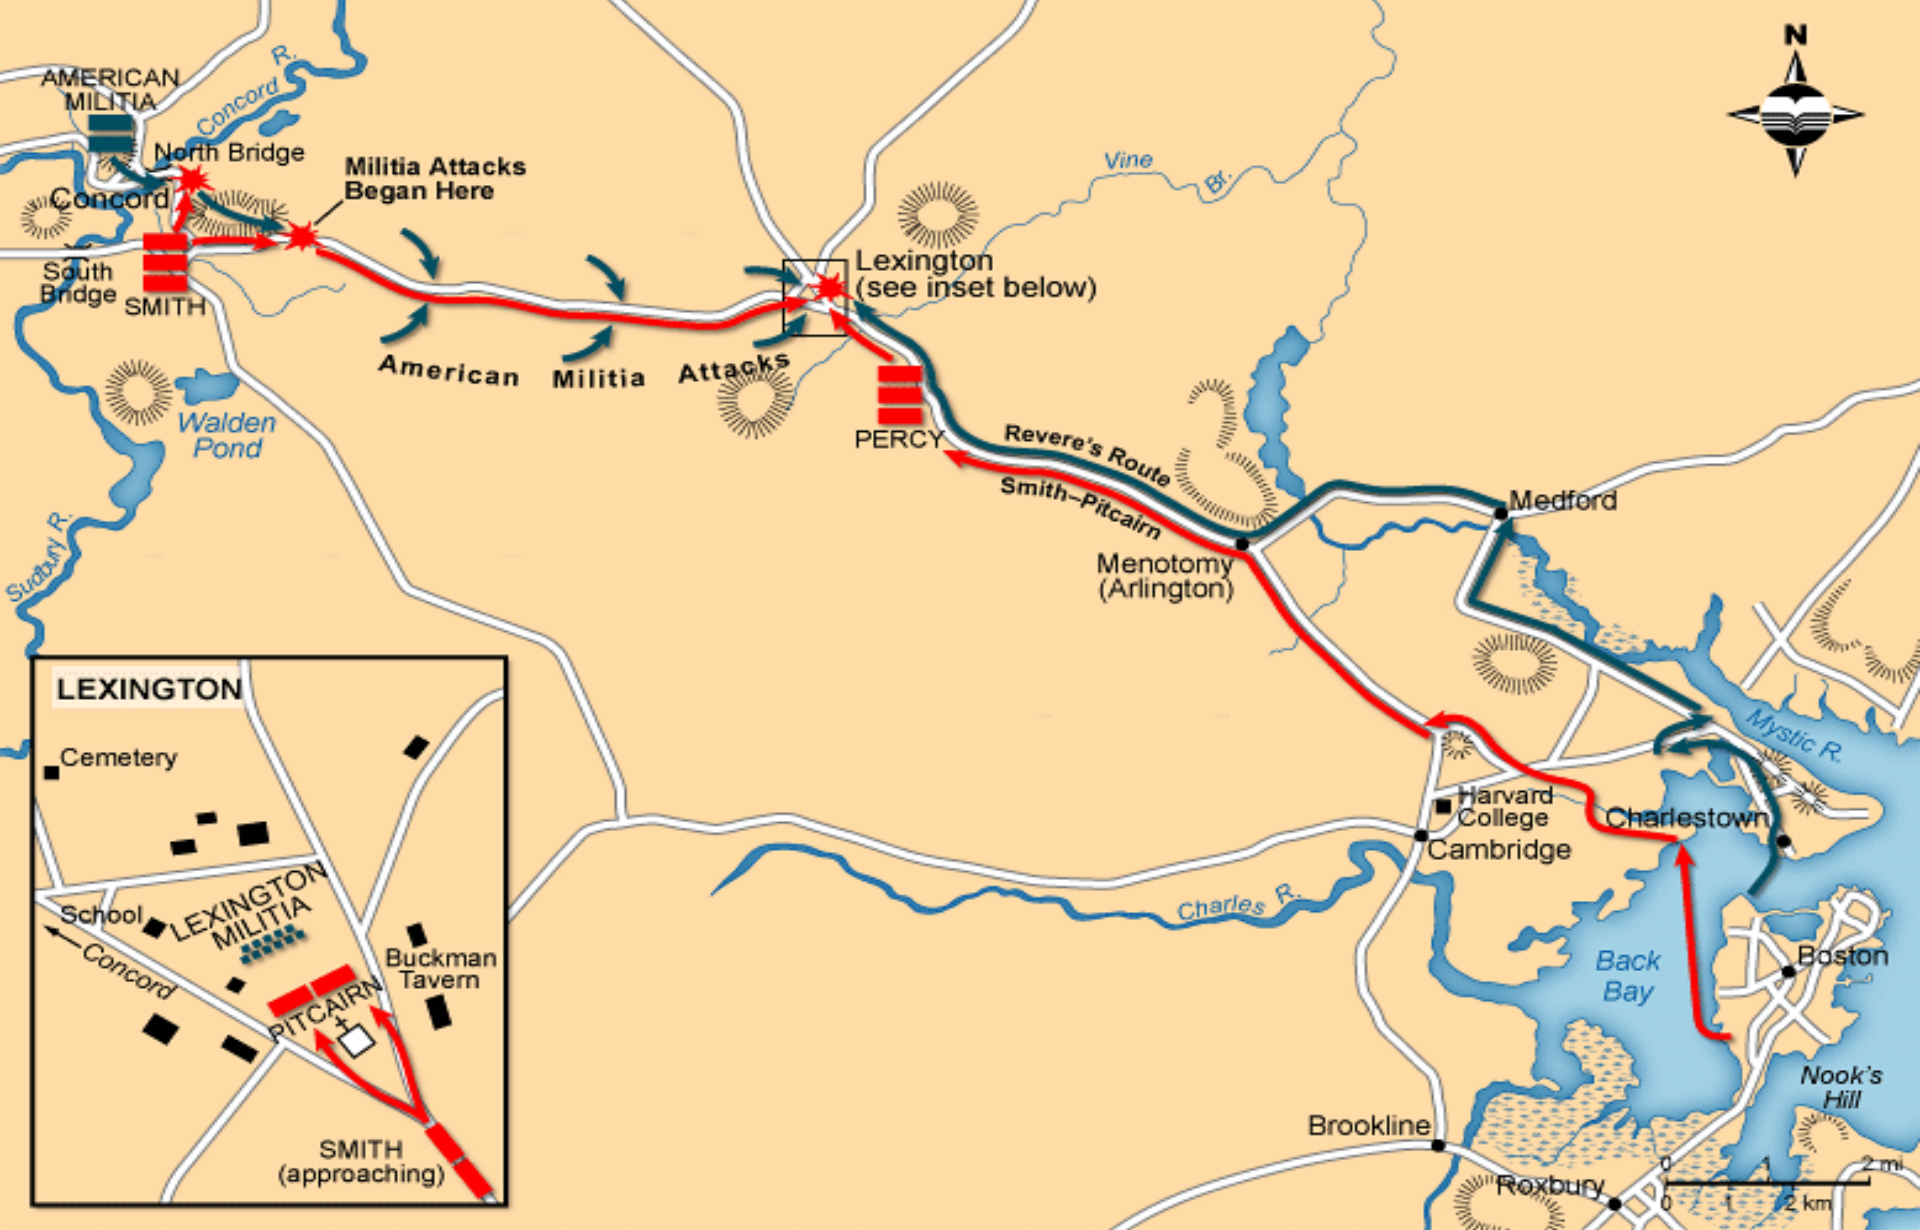 N
AMERICAN
MILITIA
Concord R.
North Bridge
Militia Attacks
Began Here
Concord
South
Bridge
SMITH
Vine Br.
Lexington
(see inset below)
American Militia Attacks
Walden
Pond
PERCY
Revere's Route
Smith–Pitcairn
Medford
Menotomy
(Arlington)
Sudbury R.
Mystic R.
Harvard
College
Charlestown
Cambridge
Charles R.
Back
Bay
Boston
Nook's
Hill
Brookline
Roxbury
0 1 2 mi
0 1 2 km
LEXINGTON
Cemetery
School
LEXINGTON
MILITIA
Concord
Buckman
Tavern
PITCAIRN
SMITH
(approaching)